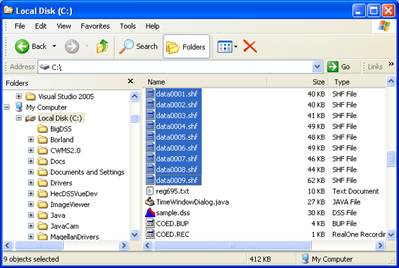 Local Disk (C:)
File Edit View Favorites Tools Help
Back Search Folders
Address C:\ Go Links »
Folders
Name Size Type
Visual Studio 2005
My Computer
Local Disk (C:)
BigDSS
Borland
CWMS2.0
Docs
Documents and Settings
Drivers
HecDSSVueDev
ImageViewer
Java
JavaCam
MagellanDrivers
data0001.shf 40 KB SHF File
data0002.shf 40 KB SHF File
data0003.shf 40 KB SHF File
data0004.shf 41 KB SHF File
data0005.shf 36 KB SHF File
data0006.shf 47 KB SHF File
data0007.shf 44 KB SHF File
data0008.shf 62 KB SHF File
data0009.shf 62 KB SHF File
reg695.txt 10 KB Text Document
TimeWindowDialog.java 27 KB JAVA File
sample.dss 30 KB DSS File
COED.BUP 4 KB BUP File
COED.REC 1 KB RealOne Recording
9 objects selected 412 KB My Computer